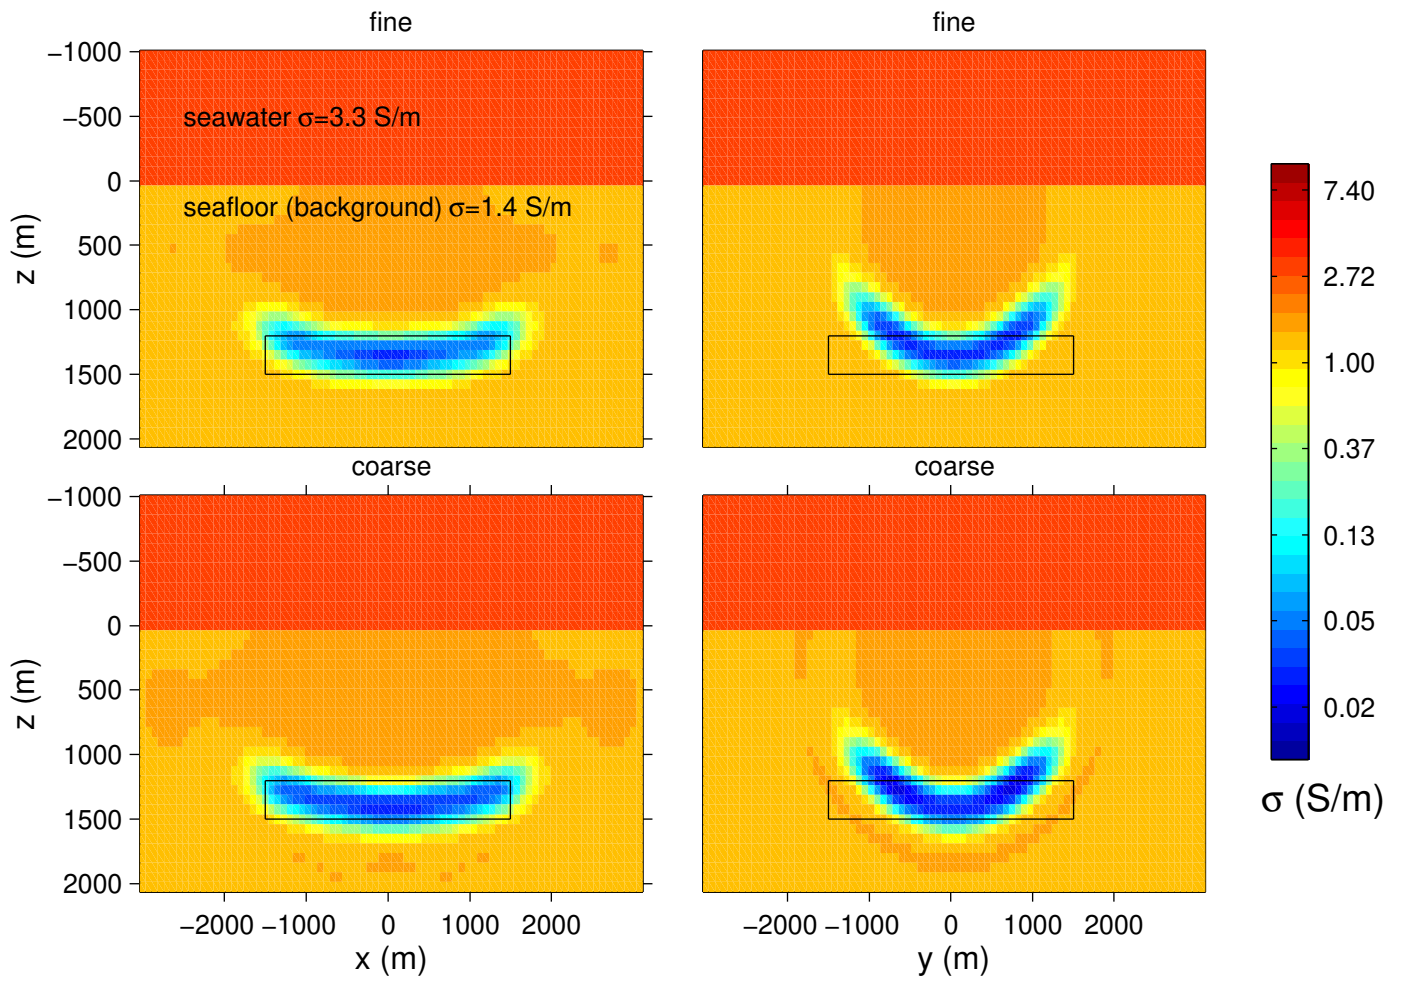 fine
fine
−1000
−500
0
500
1000
1500
2000
z (m)
seawater σ=3.3 S/m
seafloor (background) σ=1.4 S/m
coarse
coarse
−1000
−500
0
500
1000
1500
2000
z (m)
−2000 −1000 0 1000 2000
x (m)
−2000 −1000 0 1000 2000
y (m)
7.40
2.72
1.00
0.37
0.13
0.05
0.02
σ (S/m)